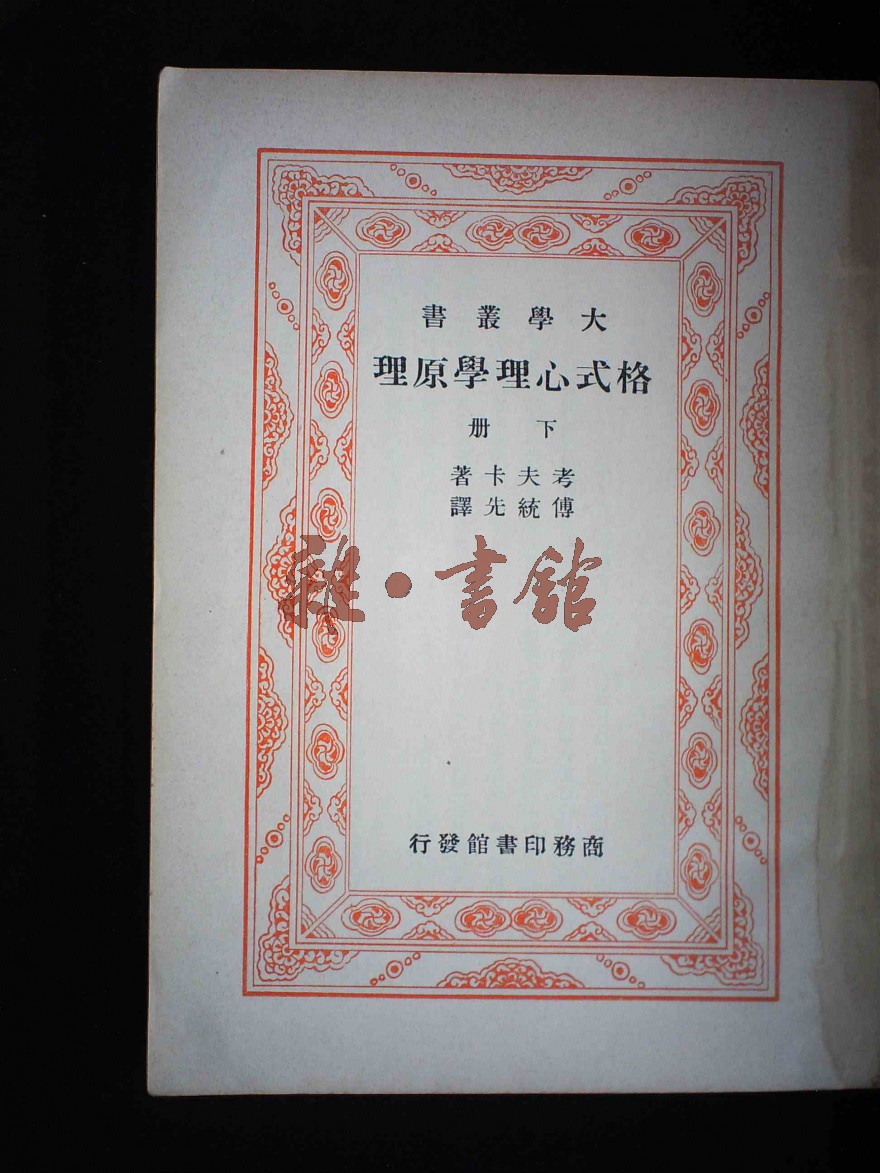 大學叢書
格式心理學原理
下冊
考夫卡著
傅統先譯
雜·書館
商務印書館發行